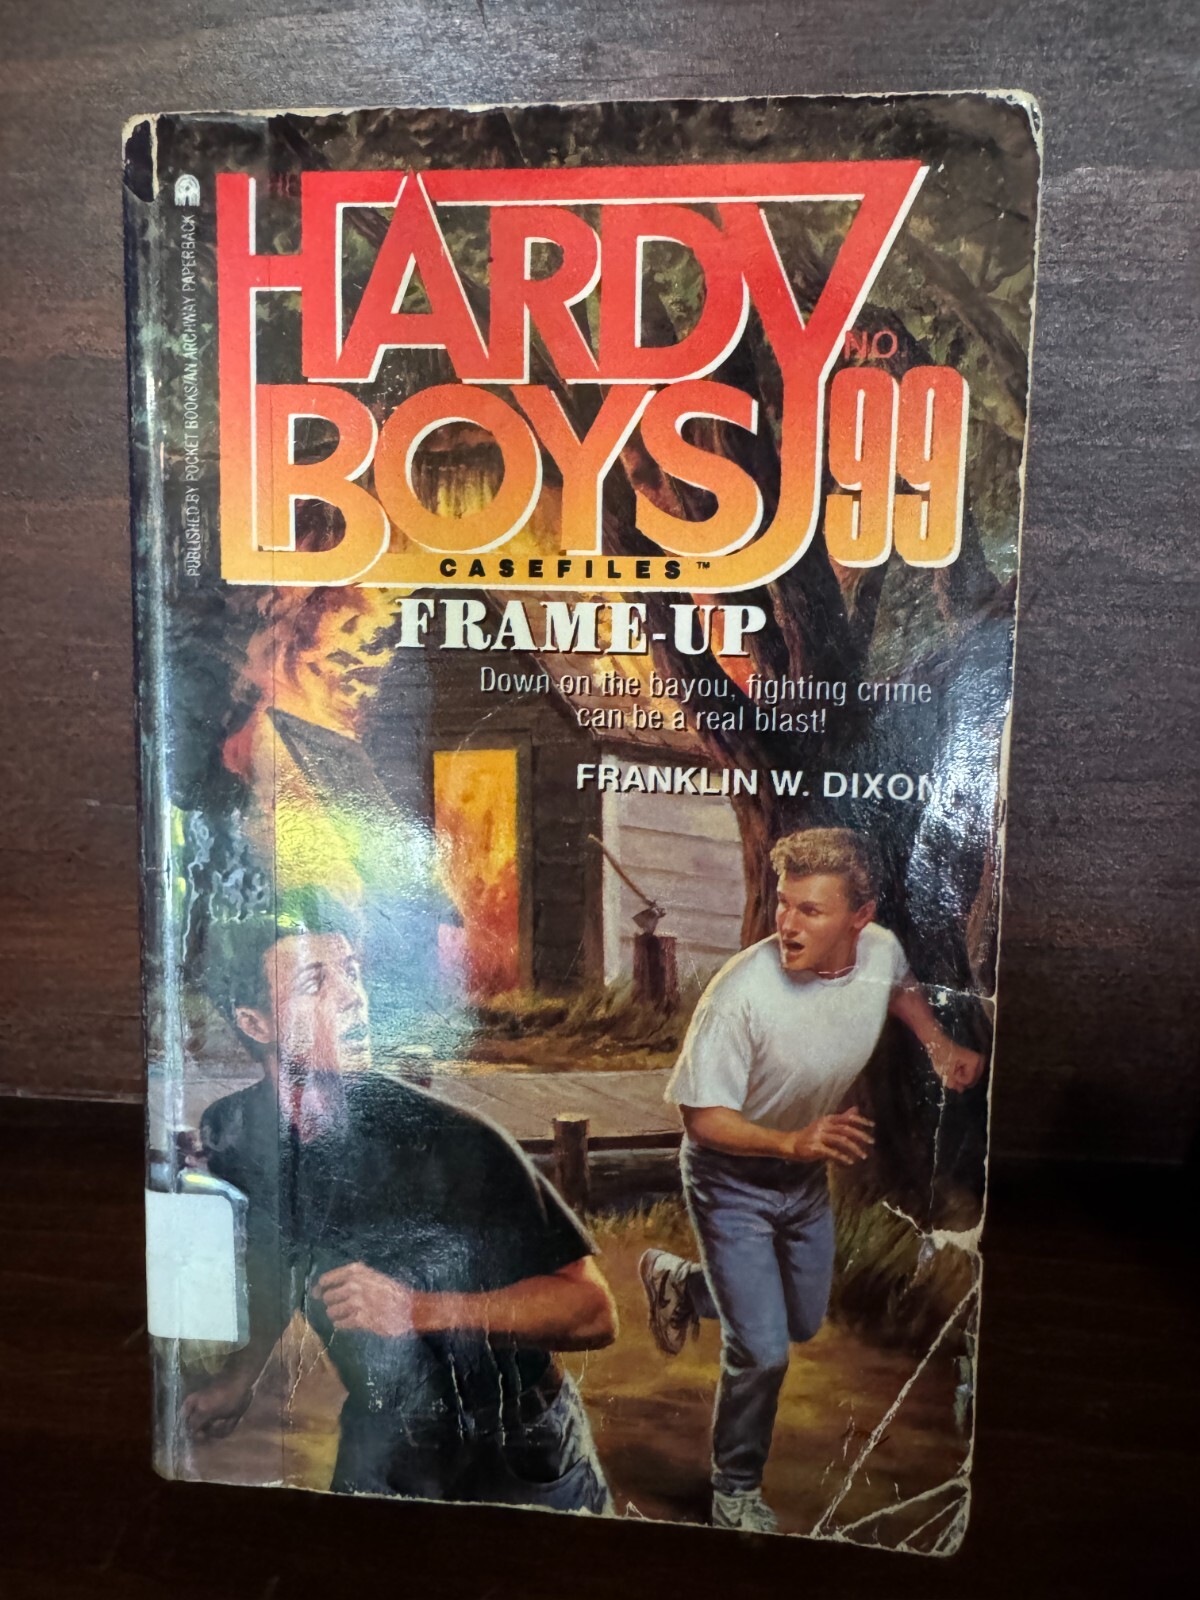 THE
HARDY
BOYS
NO.
99
CASEFILES™
FRAME-UP
Down on the bayou, fighting crime
can be a real blast!
FRANKLIN W. DIXON
PUBLISHED BY POCKET BOOKS/AN ARCHWAY PAPERBACK